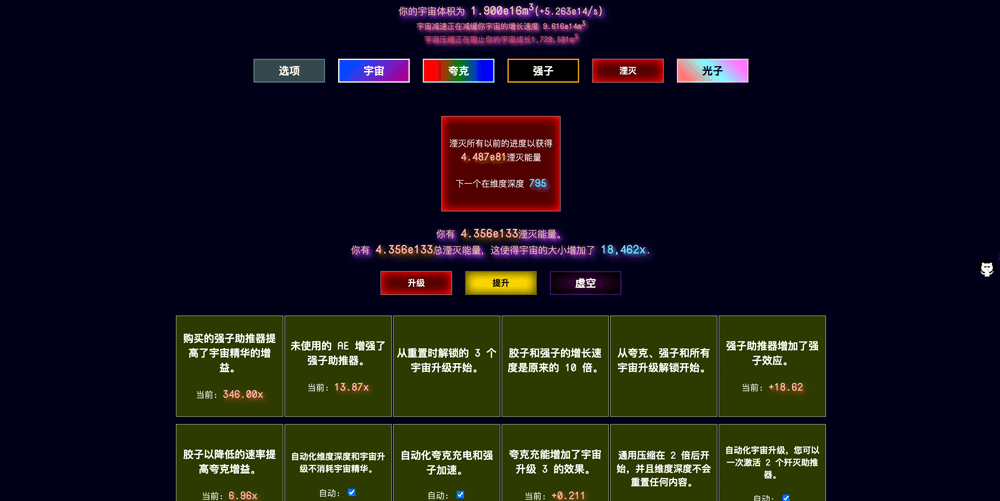 你的宇宙体积为 1.900e16m³(+5.263e14/s)
宇宙减速正在减缓你宇宙的增长速度 9.616e14m³
宇宙压缩正在阻止你的宇宙成长1,728,581m³
选项 宇宙 夸克 强子 湮灭 光子
湮灭所有以前的进度以获得
4.487e81湮灭能量
下一个在维度深度 795
你有 4.356e133湮灭能量。
你有 4.356e133总湮灭能量, 这使得宇宙的大小增加了 18,462x.
升级 提升 虚空
购买的强子助推器提
高了宇宙精华的增
益。
当前: 346.00x
未使用的 AE 增强了
强子助推器。
当前: 13.87x
从重置时解锁的 3 个
宇宙升级开始。
胶子和强子的增长速
度是原来的 10 倍。
从夸克、强子和所有
宇宙升级解锁开始。
强子助推器增加了强
子效应。
当前: +18.62
胶子以降低的速率提
高夸克增益。
当前: 6.96x
自动化维度深度和宇宙升
级不消耗宇宙精华。
自动:
自动化夸克充电和强
子加速。
自动:
夸克充能增加了宇宙
升级 3 的效果。
当前: +0.211
通用压缩在 2 倍后开
始，并且维度深度不会
重置任何内容。
自动化宇宙升级，您可以
一次激活 2 个歼灭助推
器。
自动: